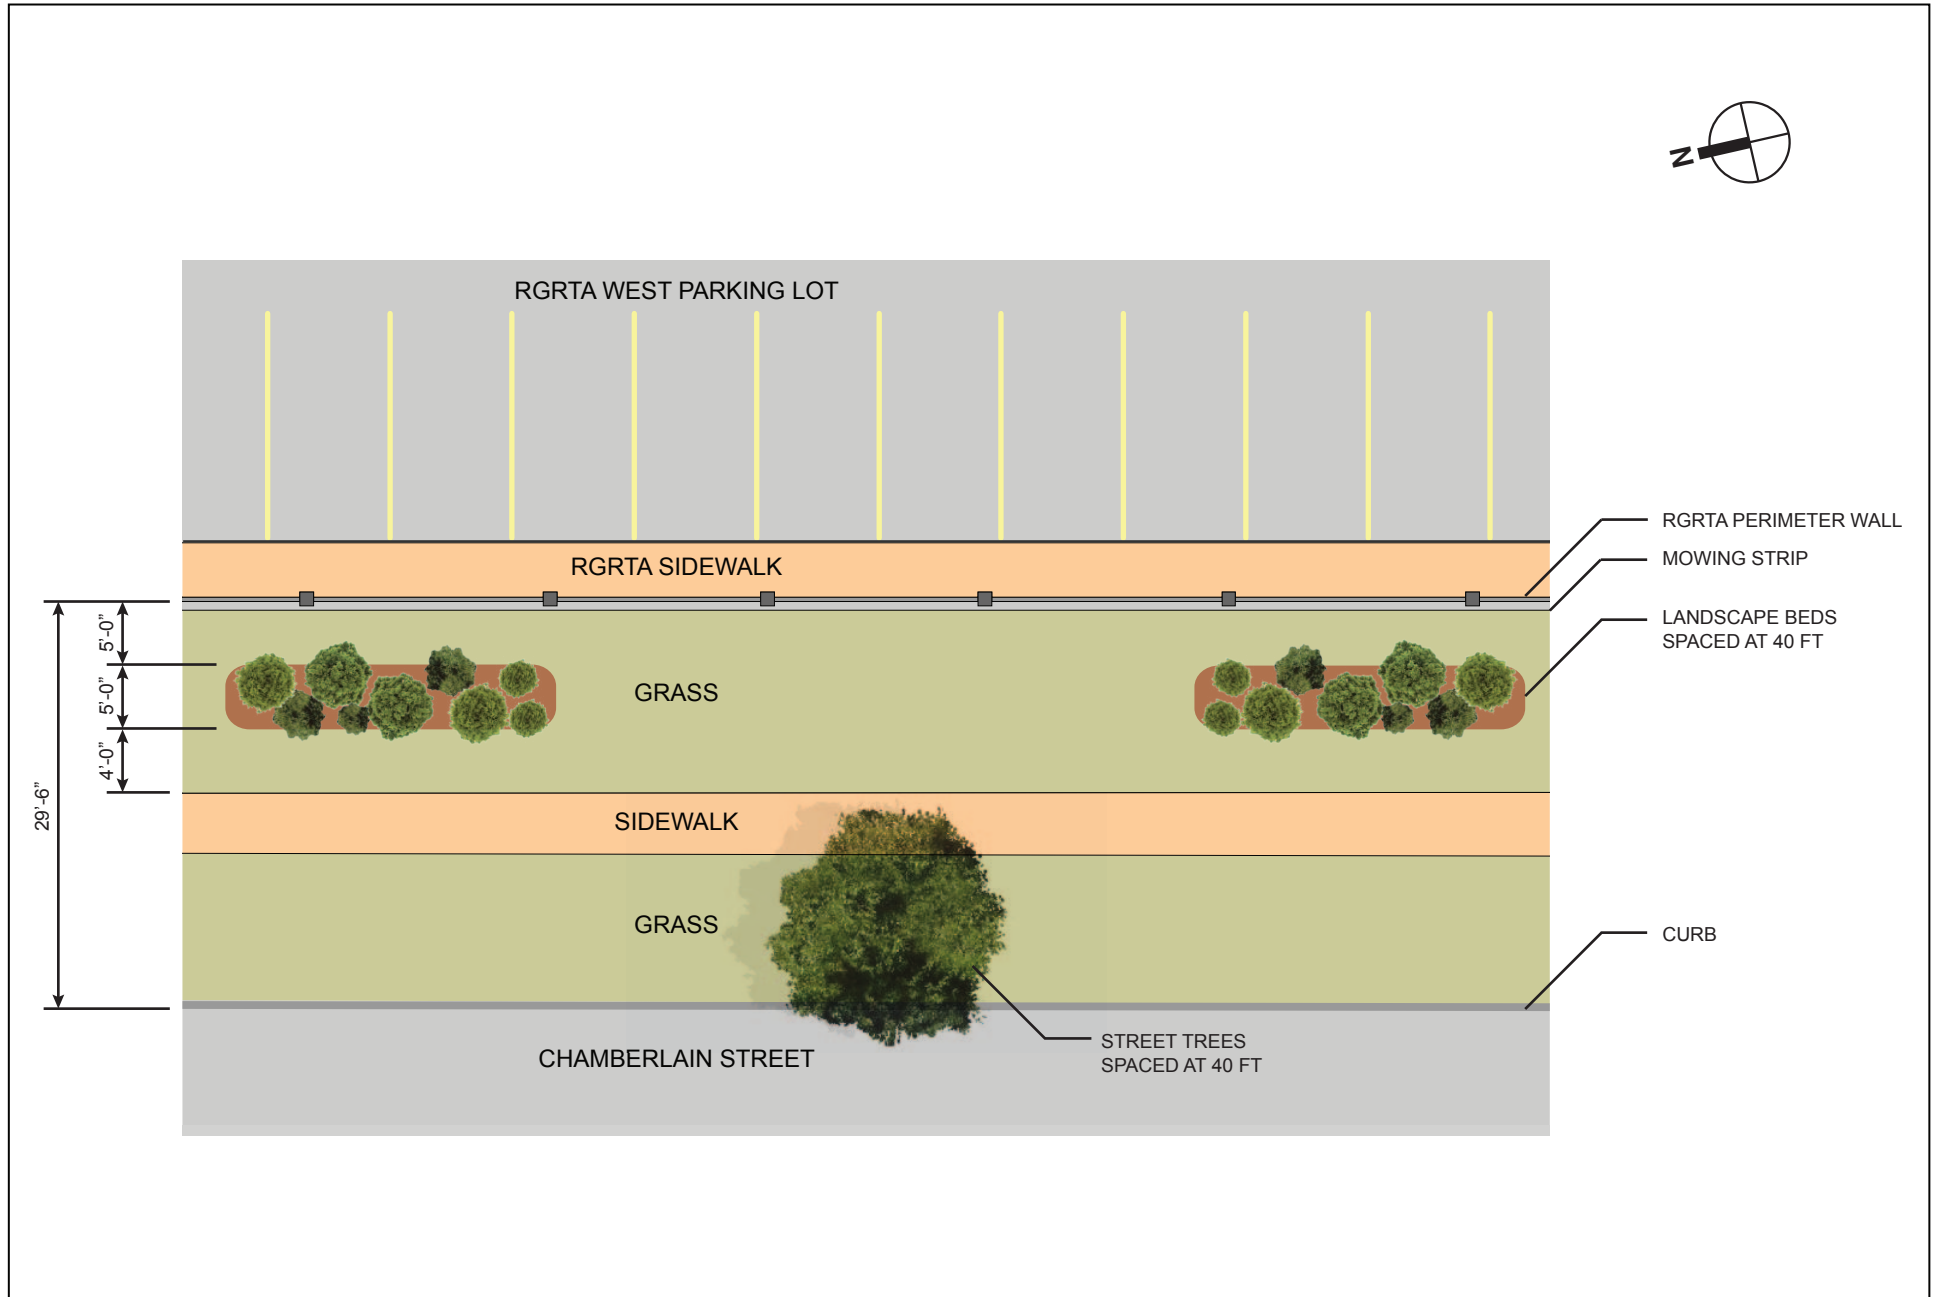 N
RGRTA WEST PARKING LOT
RGRTA PERIMETER WALL
MOWING STRIP
RGRTA SIDEWALK
LANDSCAPE BEDS
SPACED AT 40 FT
5'-0"
5'-0"
4'-0"
29'-6"
GRASS
SIDEWALK
GRASS
CURB
STREET TREES
SPACED AT 40 FT
CHAMBERLAIN STREET